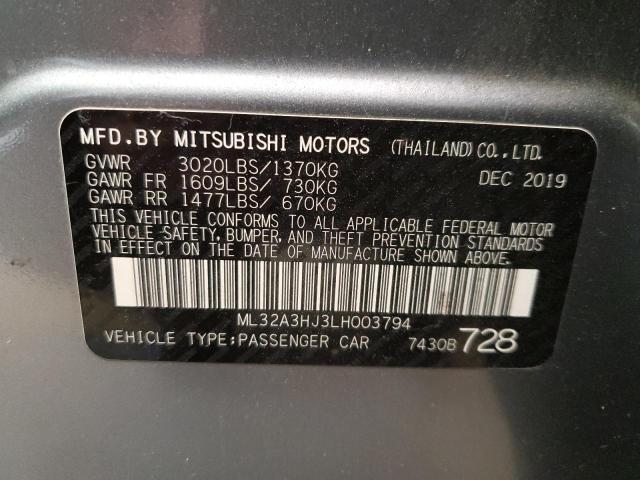 MFD.BY MITSUBISHI MOTORS (THAILAND)CO.,LTD.
GVWR 3020LBS/1370KG DEC 2019
GAWR FR 1609LBS/ 730KG
GAWR RR 1477LBS/ 670KG
THIS VEHICLE CONFORMS TO ALL APPLICABLE FEDERAL MOTOR
VEHICLE SAFETY, BUMPER, AND THEFT PREVENTION STANDARDS
IN EFFECT ON THE DATE OF MANUFACTURE SHOWN ABOVE.
ML32A3HJ3LH003794
VEHICLE TYPE:PASSENGER CAR 7430B 728